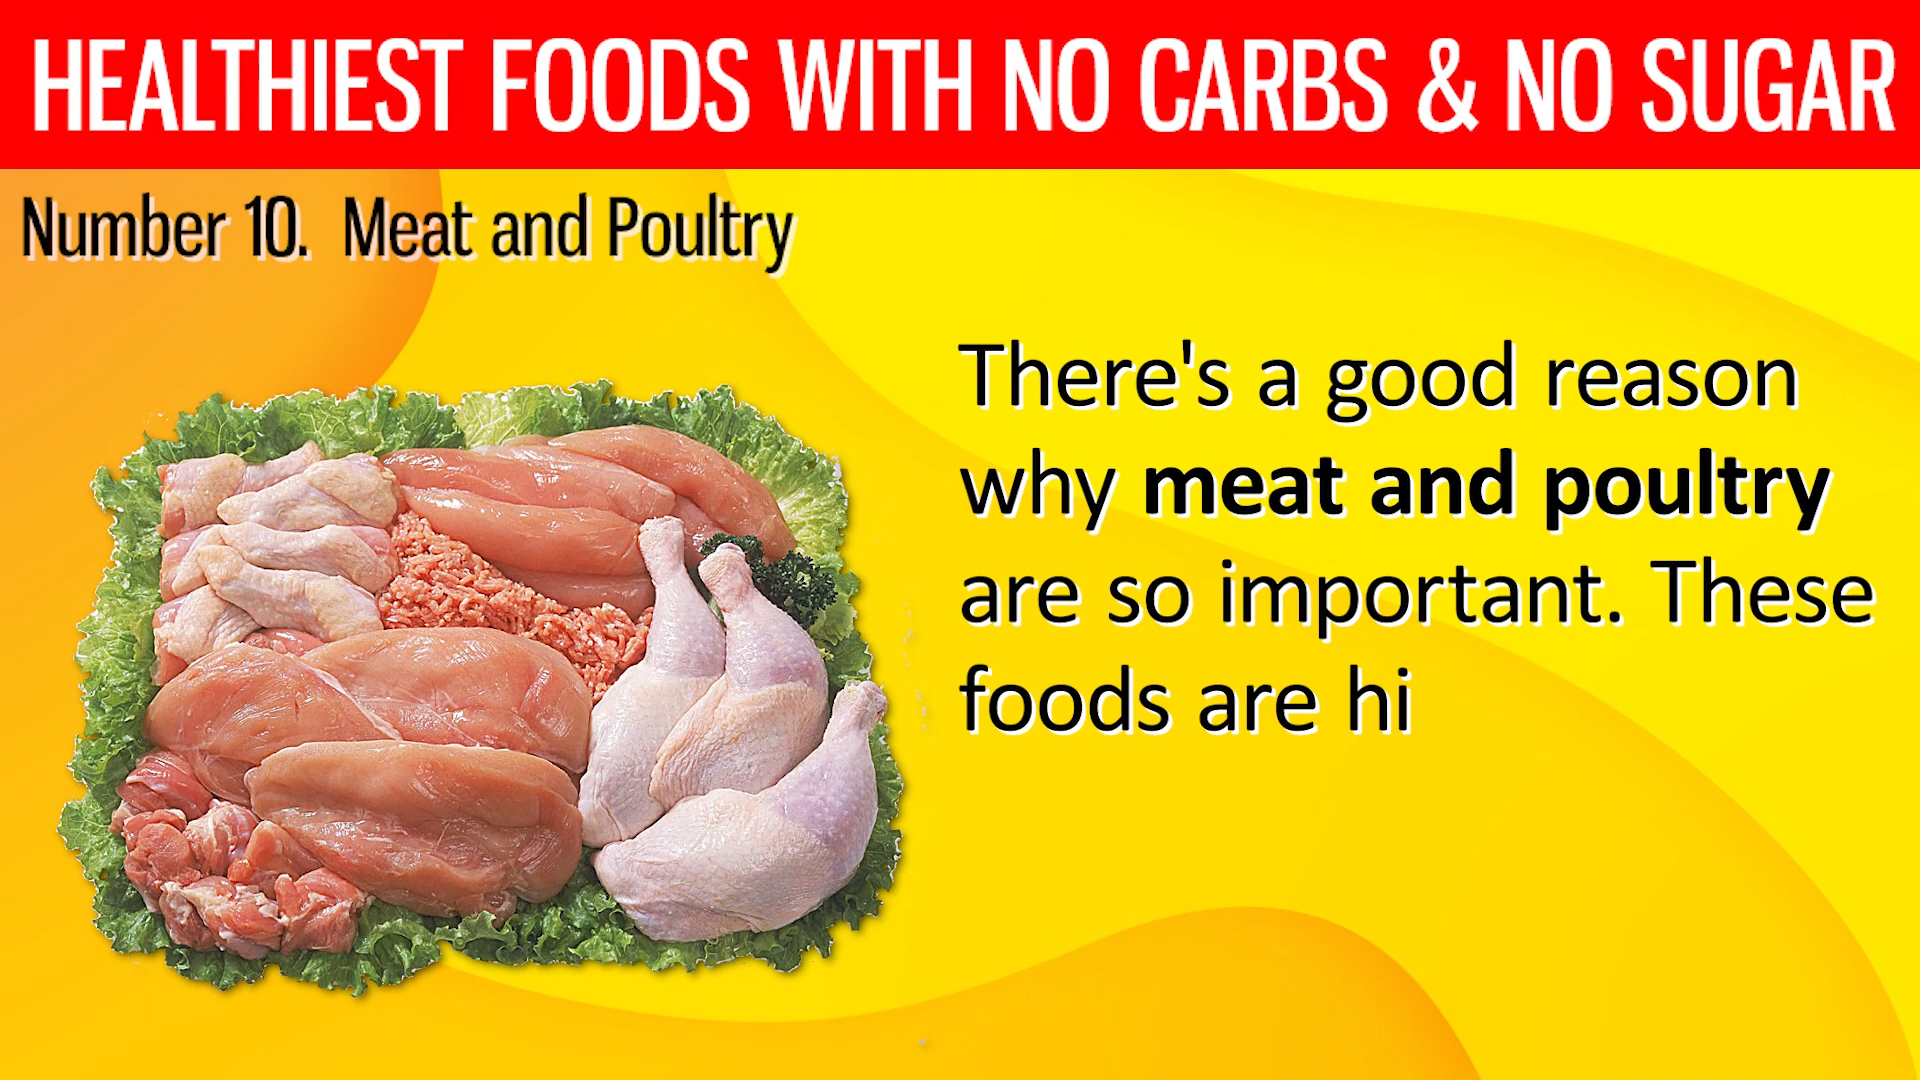 HEALTHIEST FOODS WITH NO CARBS & NO SUGAR
Number 10. Meat and Poultry
There's a good reason
why meat and poultry
are so important. These
foods are hi